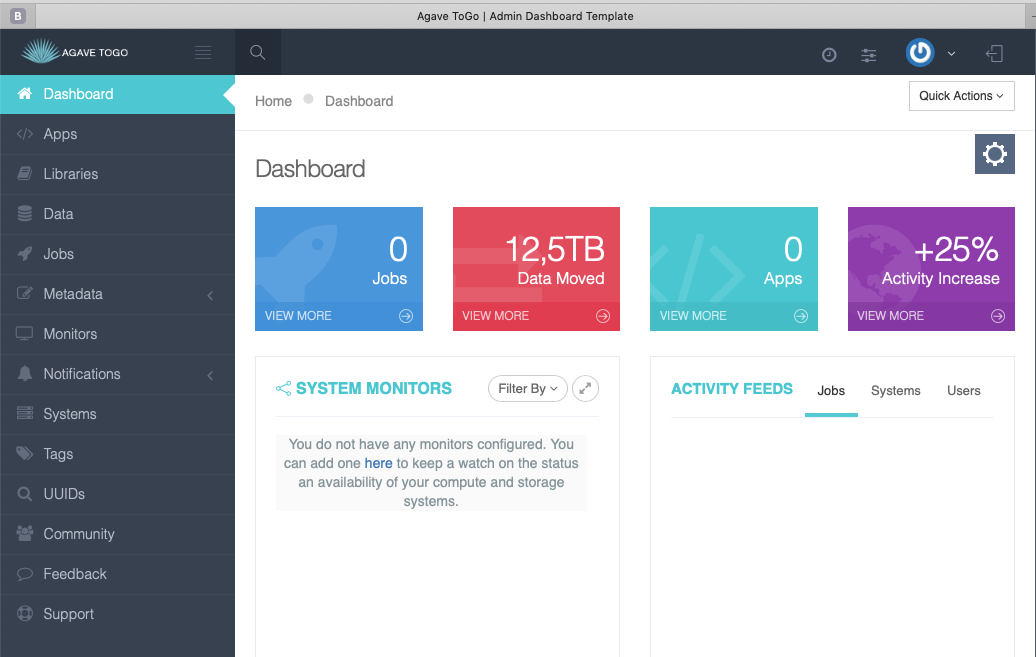 B
Agave ToGo | Admin Dashboard Template
AGAVE TOGO
Dashboard
Apps
Libraries
Data
Jobs
Metadata
Monitors
Notifications
Systems
Tags
UUIDs
Community
Feedback
Support
Home Dashboard
Quick Actions
Dashboard
0
Jobs
VIEW MORE
12,5TB
Data Moved
VIEW MORE
0
Apps
VIEW MORE
+25%
Activity Increase
VIEW MORE
SYSTEM MONITORS Filter By
You do not have any monitors configured. You
can add one here to keep a watch on the status
an availability of your compute and storage
systems.
ACTIVITY FEEDS Jobs Systems Users